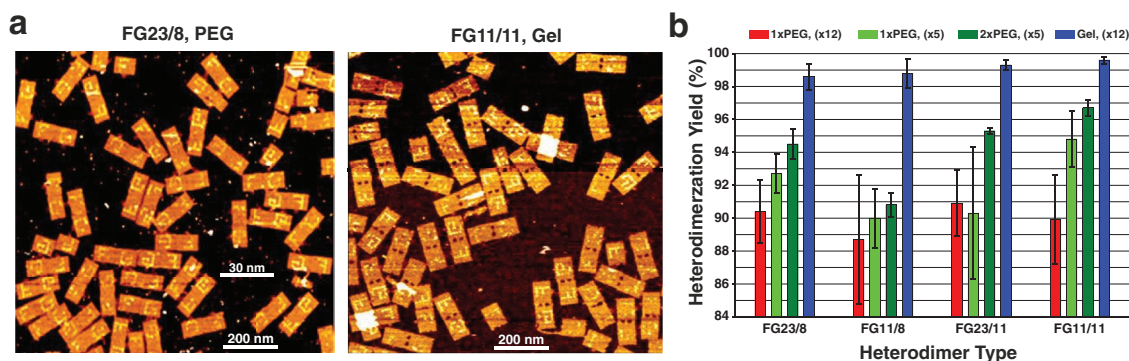 a
FG23/8, PEG
FG11/11, Gel
30 nm
200 nm
200 nm
b
1xPEG, (x12) 1xPEG, (x5) 2xPEG, (x5) Gel, (x12)
Heterodimerzation Yield (%)
100
98
96
94
92
90
88
86
84
FG23/8 FG11/8 FG23/11 FG11/11
Heterodimer Type